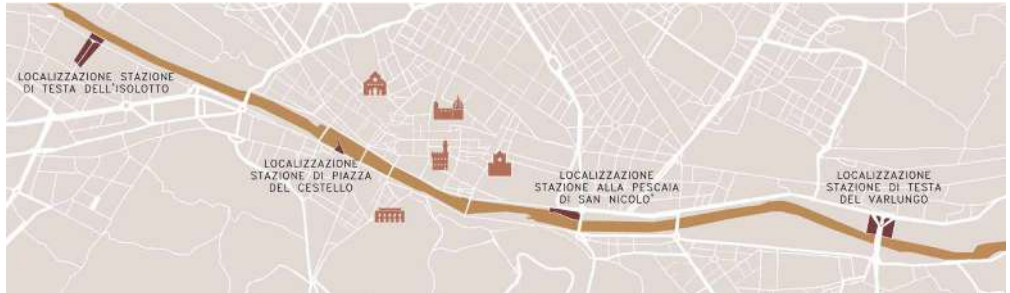 LOCALIZZAZIONE STAZIONE
DI TESTA DELL'ISOLOTTO
LOCALIZZAZIONE
STAZIONE DI PIAZZA
DEL CESTELLO
LOCALIZZAZIONE
STAZIONE ALLA PESCAIA
DI SAN NICOLO'
LOCALIZZAZIONE
STAZIONE DI TESTA
DEL VARLUNGO